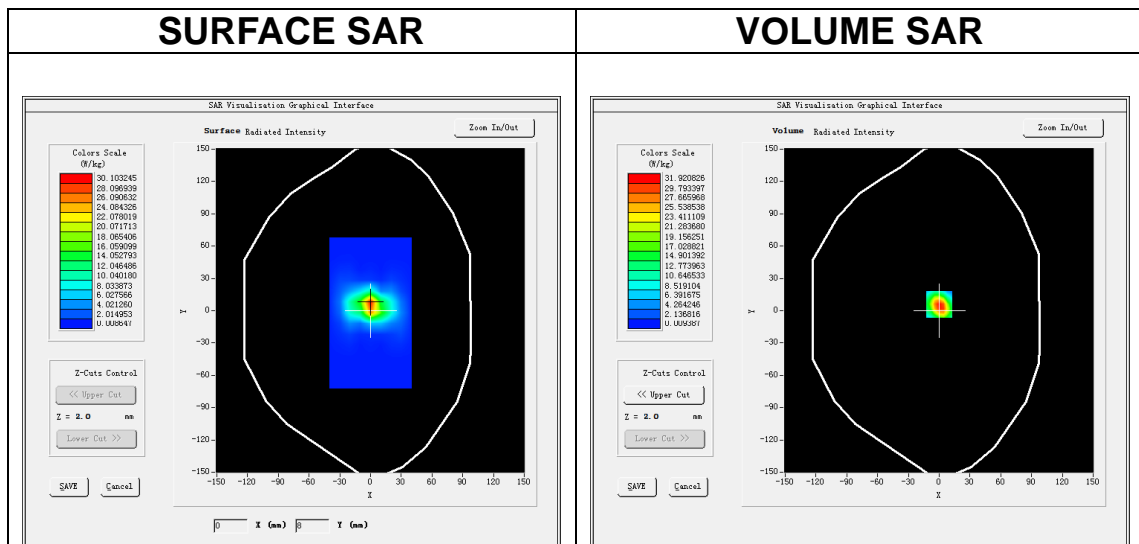 SURFACE SAR
VOLUME SAR
SAR Visualisation Graphical Interface
Surface Radiated Intensity
Zoom In/Out
Colors Scale
(W/kg)
30.103245
28.096939
26.090632
24.084326
22.078019
20.071713
18.065406
16.059099
14.052793
12.046486
10.040180
8.033873
6.027566
4.021260
2.014953
0.008647
Z-Cuts Control
<< Upper Cut
Z = 2.0 mm
Lower Cut >>
SAVE
Cancel
150
120
90
60
30
0
-30
-60
-90
-120
-150
Y
-150 -120 -90 -60 -30 0 30 60 90 120 150
X
0 X (mm) 8 Y (mm)
SAR Visualisation Graphical Interface
Volume Radiated Intensity
Zoom In/Out
Colors Scale
(W/kg)
31.920826
29.793397
27.665968
25.538538
23.411109
21.283680
19.156251
17.028821
14.901392
12.773963
10.646533
8.519104
6.391675
4.264246
2.136816
0.009387
Z-Cuts Control
<< Upper Cut
Z = 2.0 mm
Lower Cut >>
SAVE
Cancel
150
120
90
60
30
0
-30
-60
-90
-120
-150
Y
-150 -120 -90 -60 -30 0 30 60 90 120 150
X